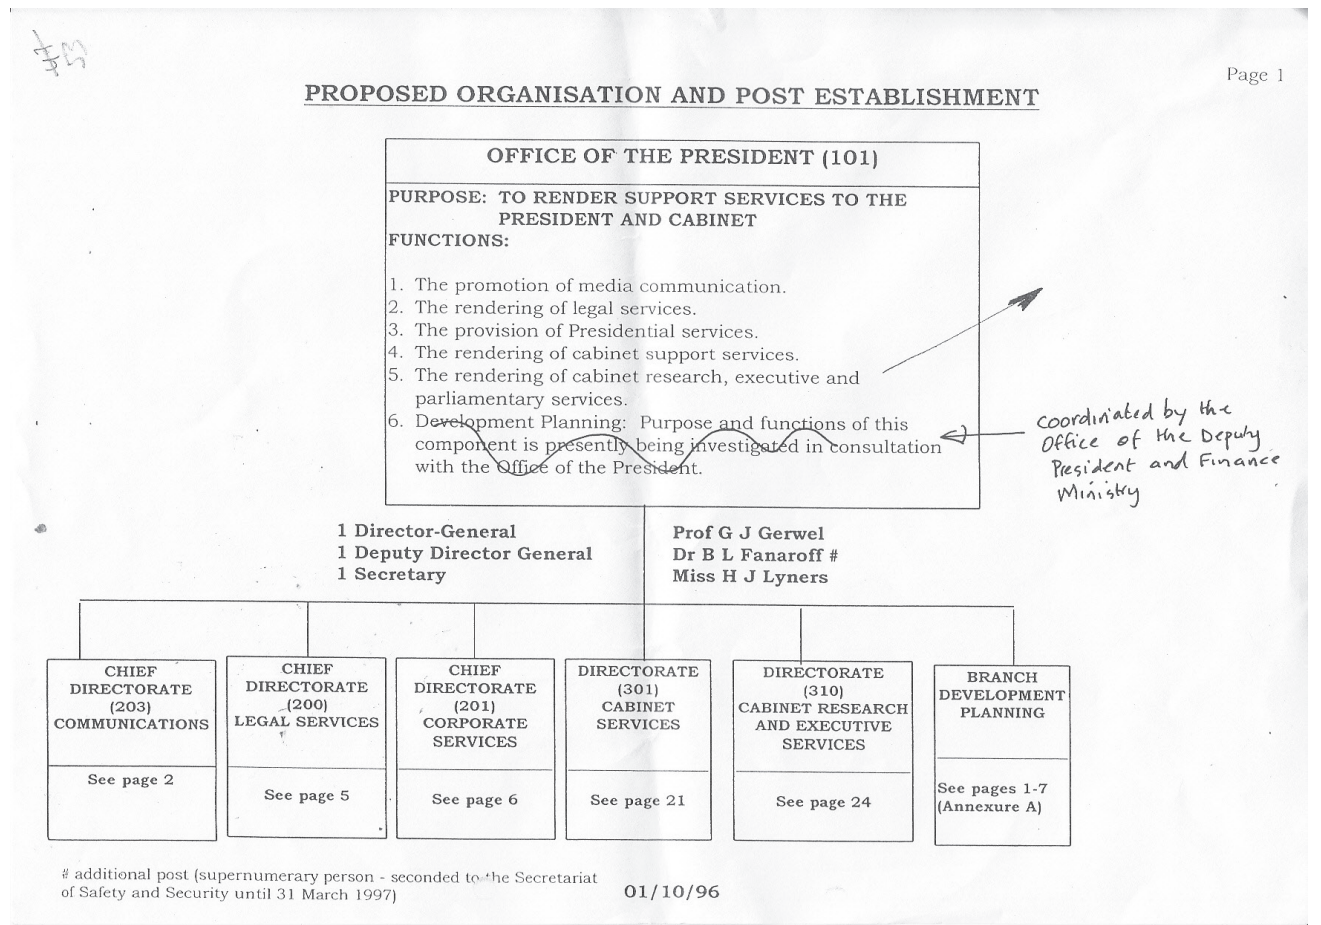 Page 1
PROPOSED ORGANISATION AND POST ESTABLISHMENT
OFFICE OF THE PRESIDENT (101)
PURPOSE: TO RENDER SUPPORT SERVICES TO THE
PRESIDENT AND CABINET
FUNCTIONS:
1. The promotion of media communication.
2. The rendering of legal services.
3. The provision of Presidential services.
4. The rendering of cabinet support services.
5. The rendering of cabinet research, executive and
parliamentary services.
6. Development Planning: Purpose and functions of this
component is presently being investigated in consultation
with the Office of the President.
Coordinated by the
Office of the Deputy
President and Finance
Ministry
1 Director-General
1 Deputy Director General
1 Secretary
Prof G J Gerwel
Dr B L Fanaroff #
Miss H J Lyners
CHIEF
DIRECTORATE
(203)
COMMUNICATIONS
See page 2
CHIEF
DIRECTORATE
(200)
LEGAL SERVICES
See page 5
CHIEF
DIRECTORATE
(201)
CORPORATE
SERVICES
See page 6
DIRECTORATE
(301)
CABINET
SERVICES
See page 21
DIRECTORATE
(310)
CABINET RESEARCH
AND EXECUTIVE
SERVICES
See page 24
BRANCH
DEVELOPMENT
PLANNING
See pages 1-7
(Annexure A)
# additional post (supernumerary person - seconded to the Secretariat
of Safety and Security until 31 March 1997)
01/10/96